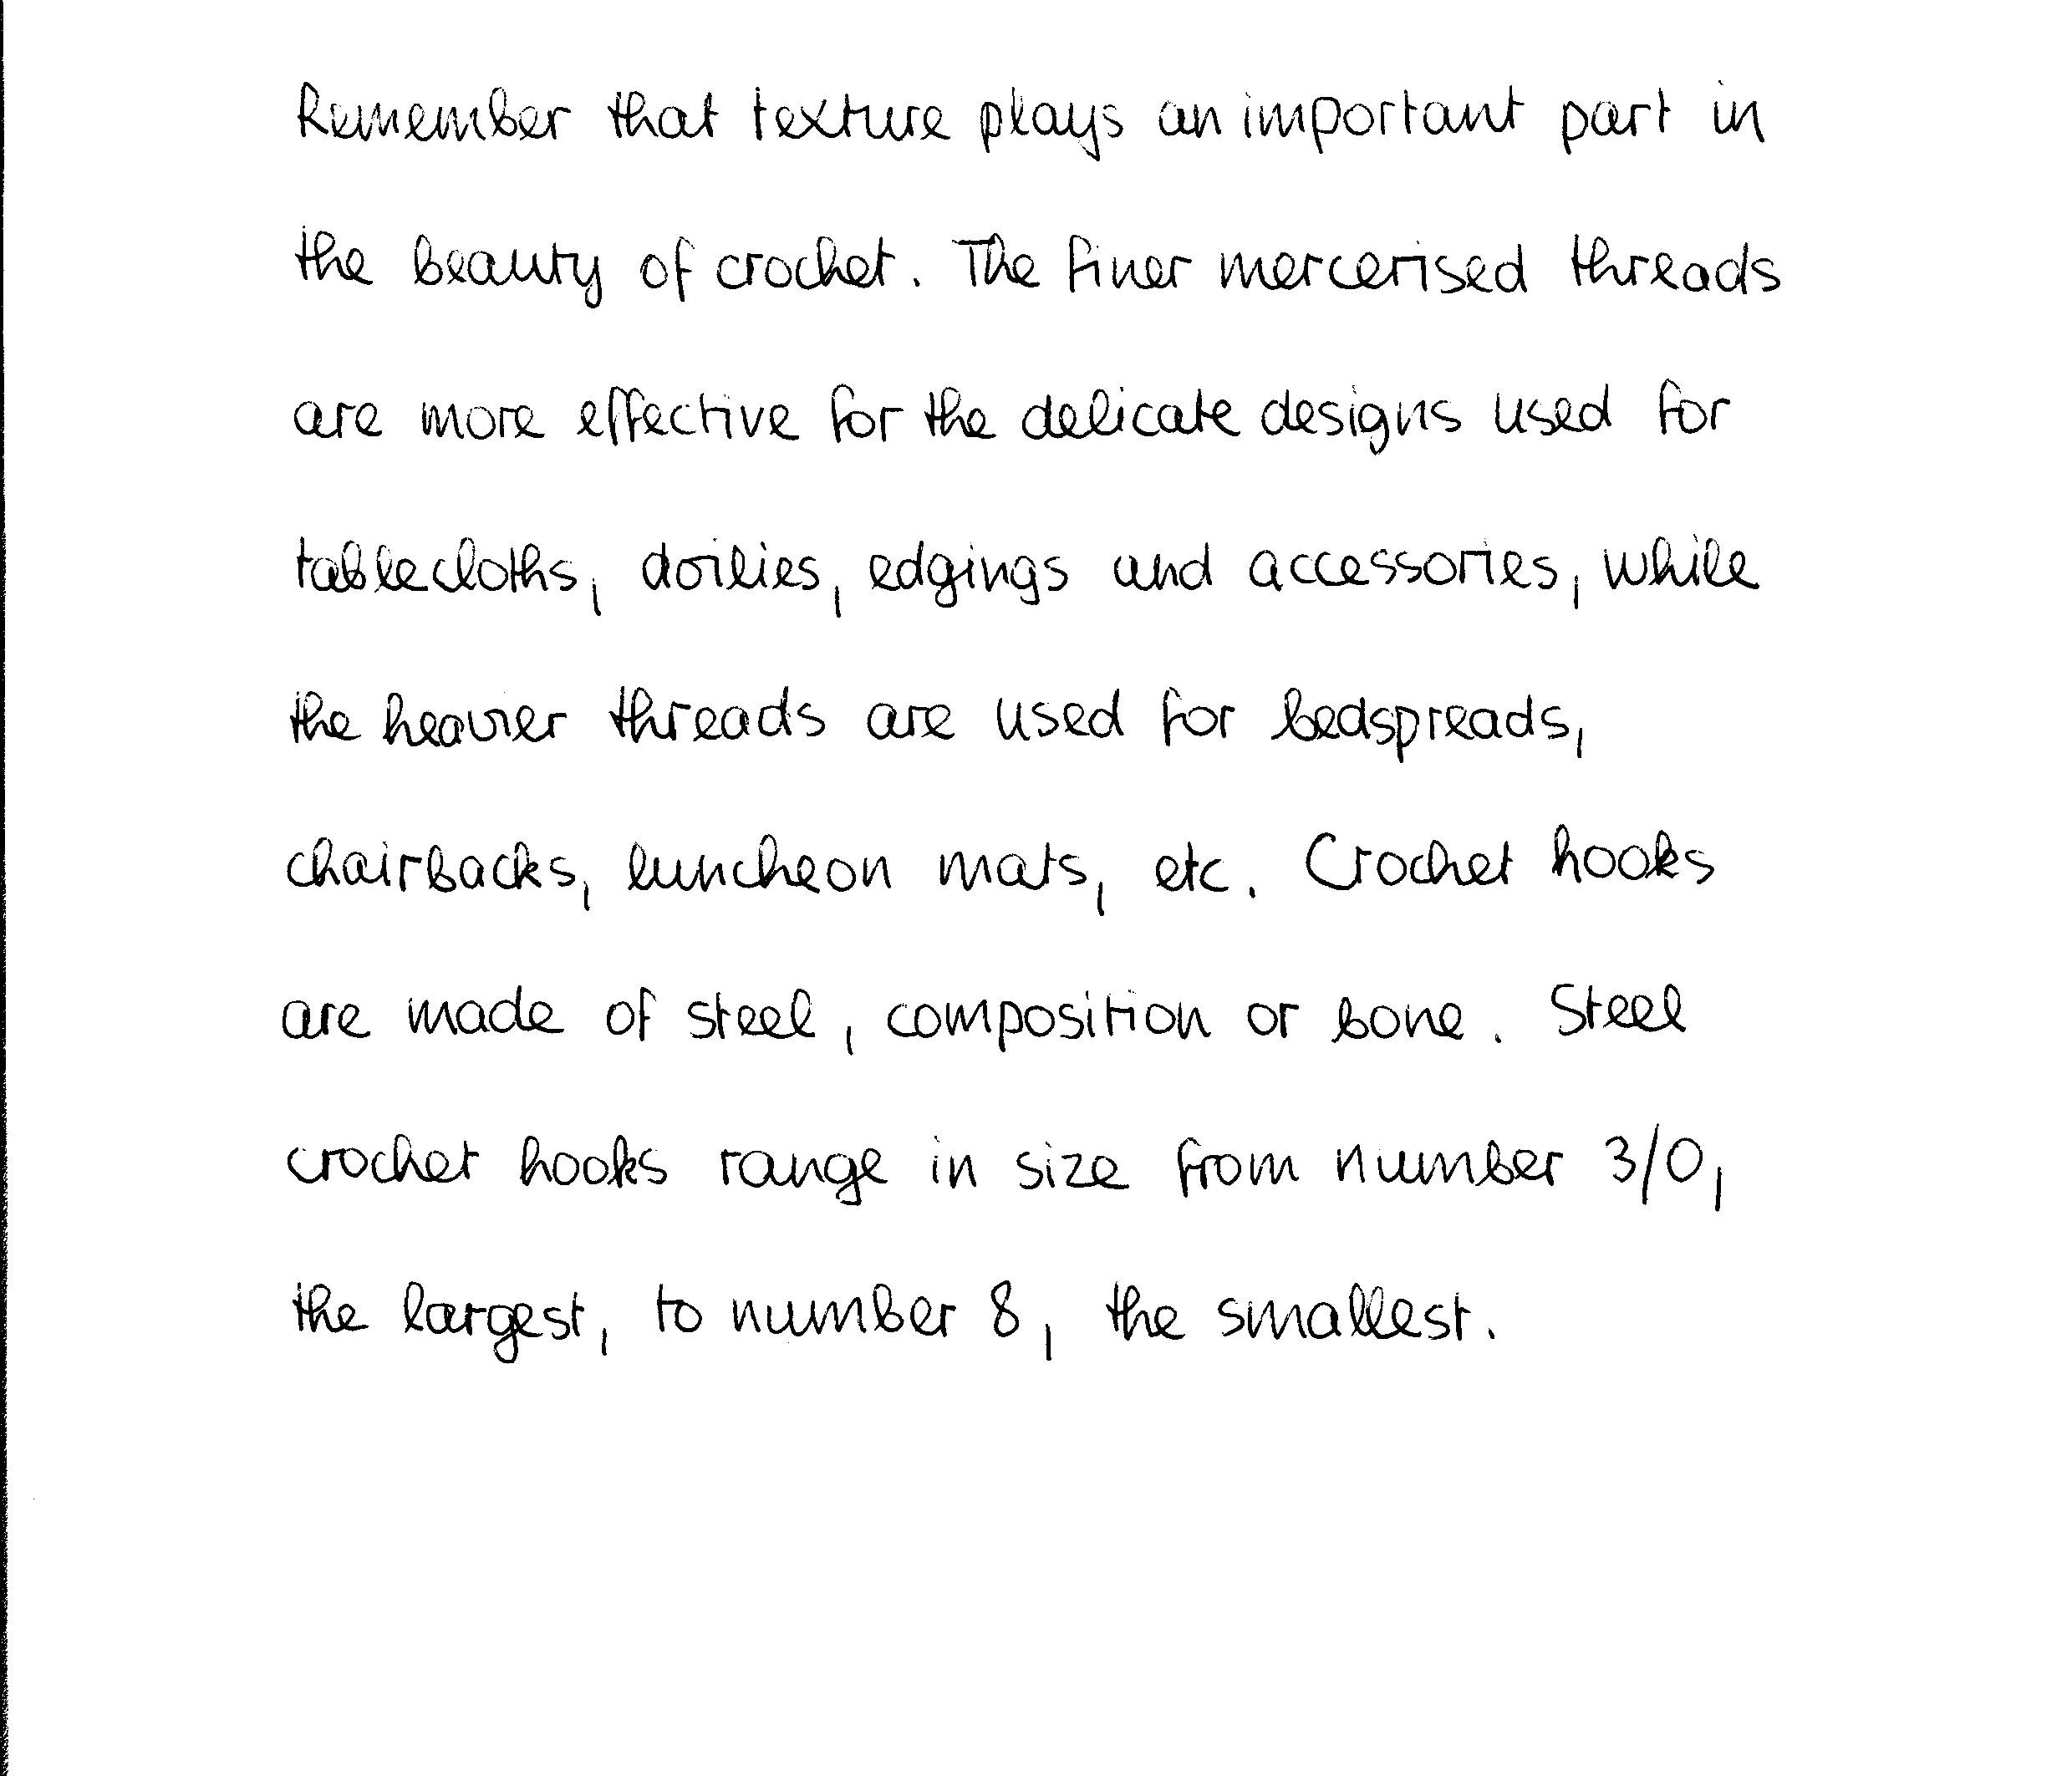 Remember that texture plays an important part in
the beauty of crochet. The finer mercerised threads
are more effective for the delicate designs used for
tablecloths, doilies, edgings and accessories, while
the heavier threads are used for bedspreads,
chairbacks, luncheon mats, etc. Crochet hooks
are made of steel, composition or bone. Steel
crochet hooks range in size from number 3/0,
the largest, to number 8, the smallest.